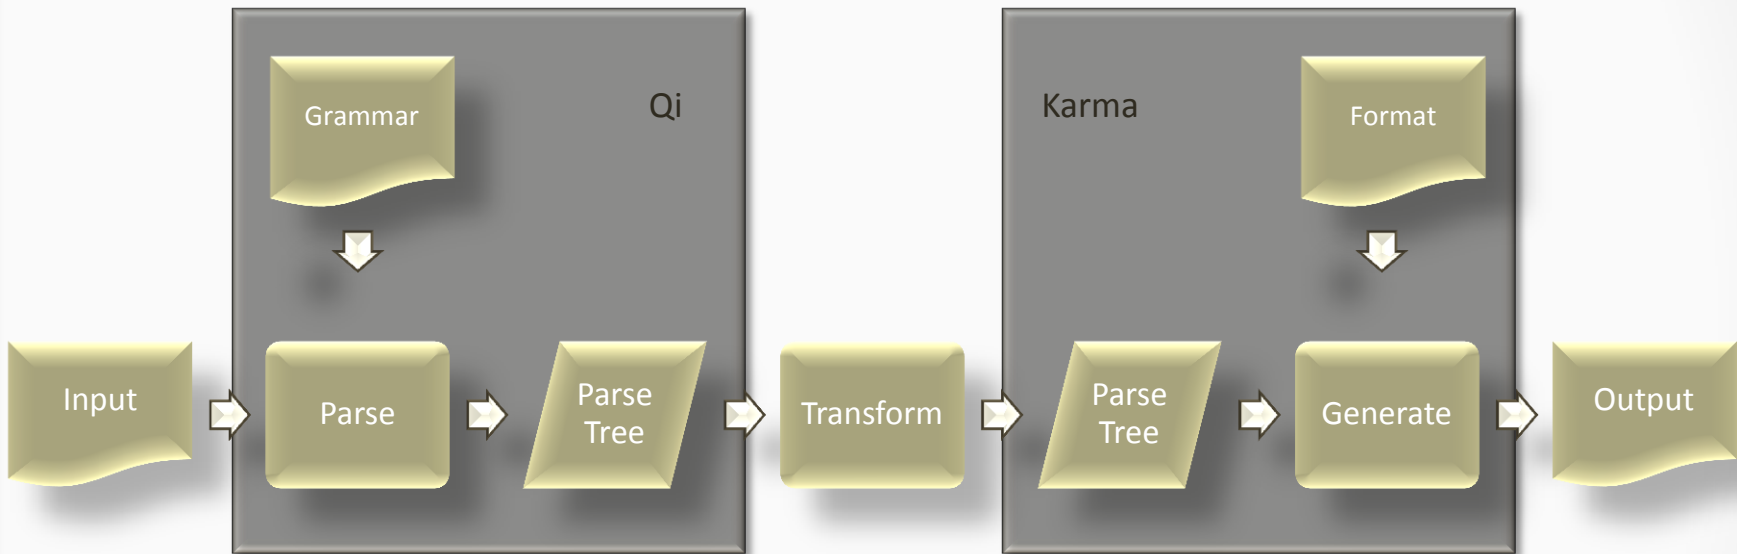 Grammar
Qi
Karma
Format
Input
Parse
Parse
Tree
Transform
Parse
Tree
Generate
Output